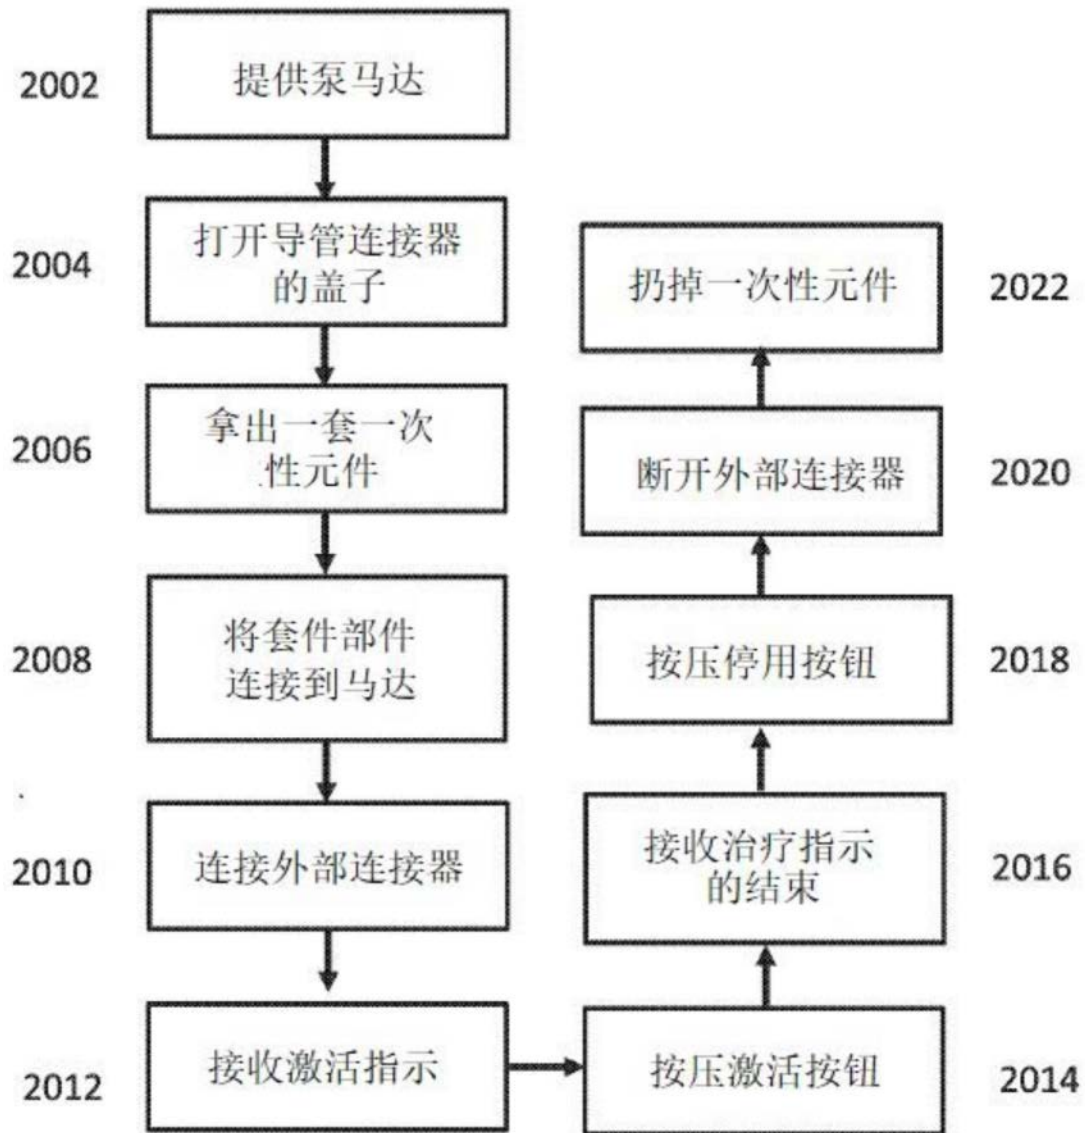 2002
提供泵马达
2004
打开导管连接器
的盖子
2006
拿出一套一次
性元件
2008
将套件部件
连接到马达
2010
连接外部连接器
2012
接收激活指示
按压激活按钮
2014
接收治疗指示
的结束
2016
按压停用按钮
2018
断开外部连接器
2020
扔掉一次性元件
2022